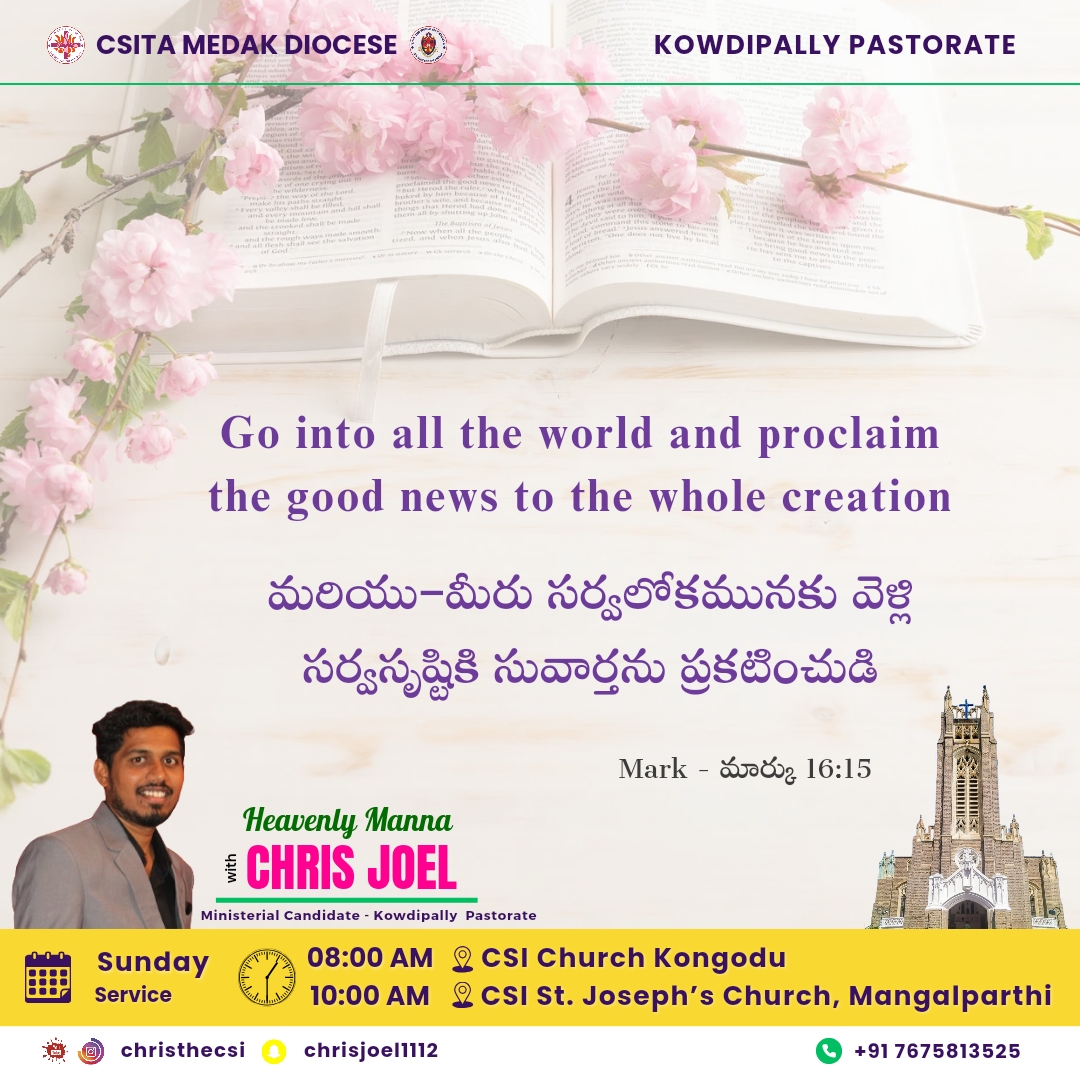 CSITA MEDAK DIOCESE
KOWDIPALLY PASTORATE
Go into all the world and proclaim
the good news to the whole creation
మరియు–మీరు సర్వలోకమునకు వెళ్లి
సర్వసృష్టికి సువార్తను ప్రకటించుడి
Mark - మార్కు 16:15
Heavenly Manna
with
CHRIS JOEL
Ministerial Candidate - Kowdipally Pastorate
Sunday
Service
08:00 AM CSI Church Kongodu
10:00 AM CSI St. Joseph's Church, Mangalparthi
christhecsi chrisjoel1112 +91 7675813525